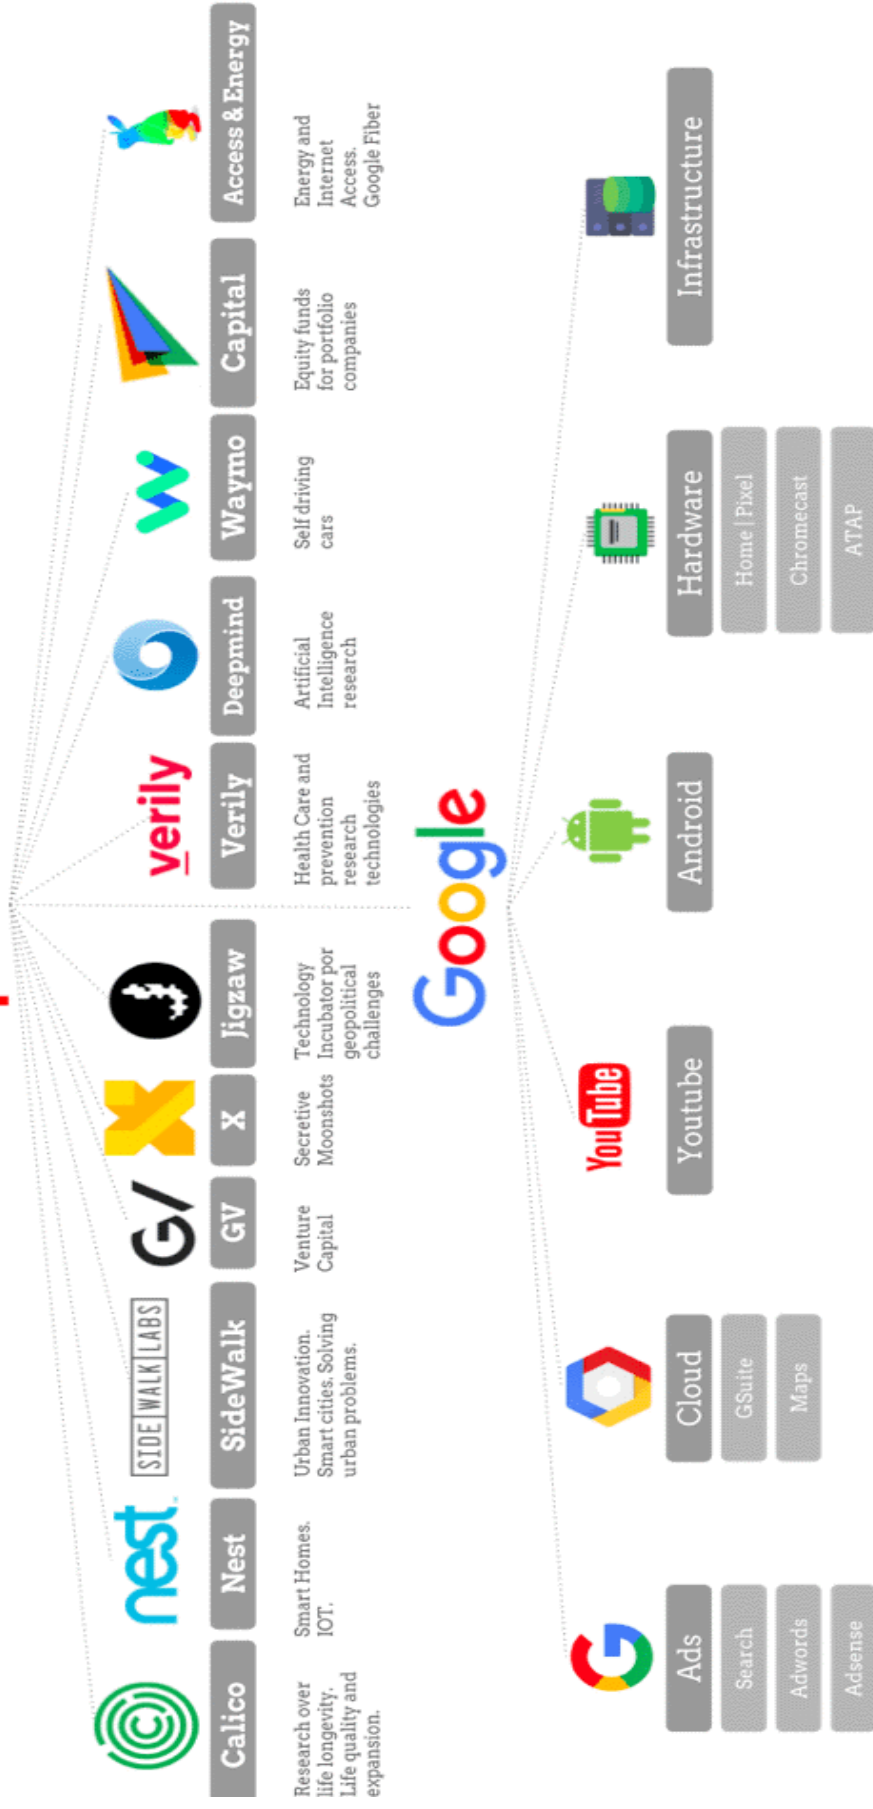 nest
SIDE WALK LABS
G/
verily
Calico
Nest
SideWalk
GV
X
Jigzaw
Verily
Deepmind
Waymo
Capital
Access & Energy
Research over
life longevity.
Life quality and
expansion.
Smart Homes.
IOT.
Urban Innovation.
Smart cities. Solving
urban problems.
Venture
Capital
Secretive
Moonshots
Technology
Incubator por
geopolitical
challenges
Health Care and
prevention
research
technologies
Artificial
Intelligence
research
Self driving
cars
Equity funds
for portfolio
companies
Energy and
Internet
Access.
Google Fiber
Google
G
YouTube
Ads
Search
Adwords
Adsense
Cloud
GSuite
Maps
Youtube
Android
Hardware
Home | Pixel
Chromecast
ATAP
Infrastructure